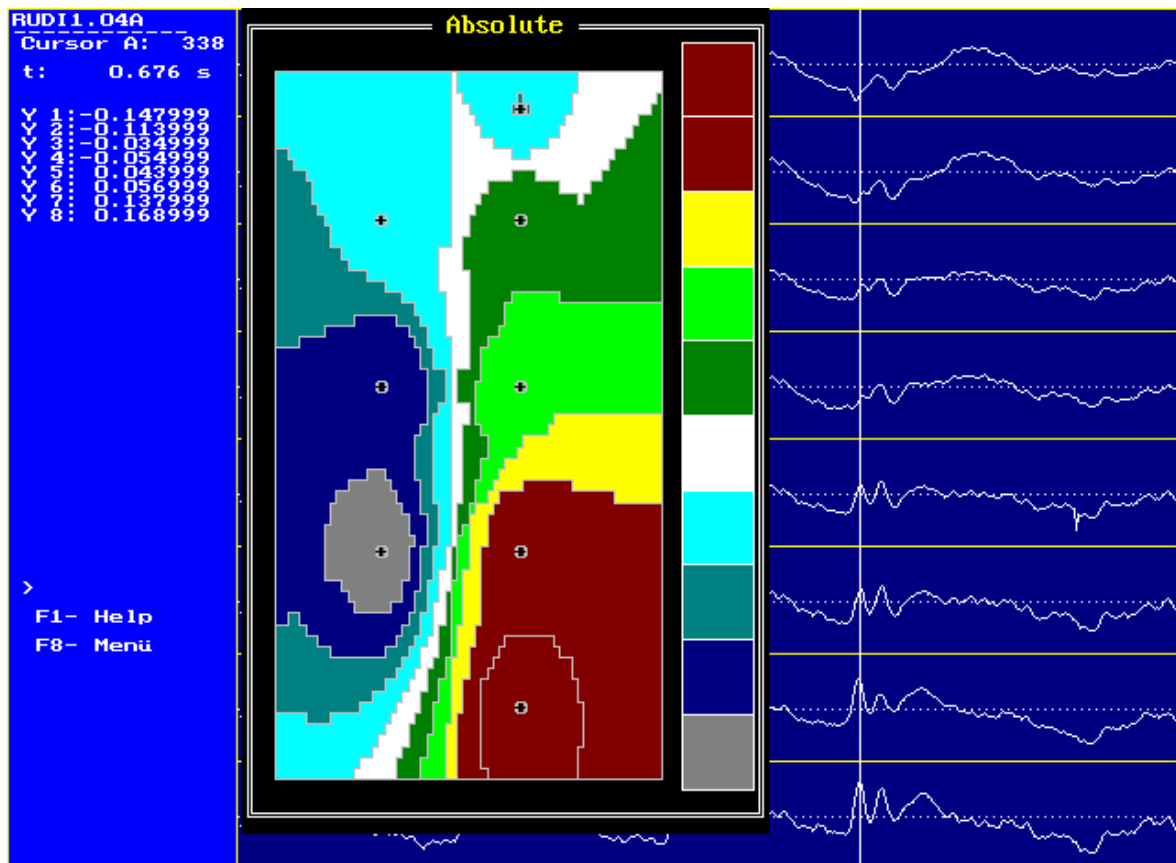 RUDI1.04A
Cursor A: 338
t: 0.676 s
Y 1:-0.147999
Y 2:-0.113999
Y 3:-0.034999
Y 4:-0.054999
Y 5: 0.043999
Y 6: 0.056999
Y 7: 0.137999
Y 8: 0.168999
>
F1- Help
F8- Menü
Absolute